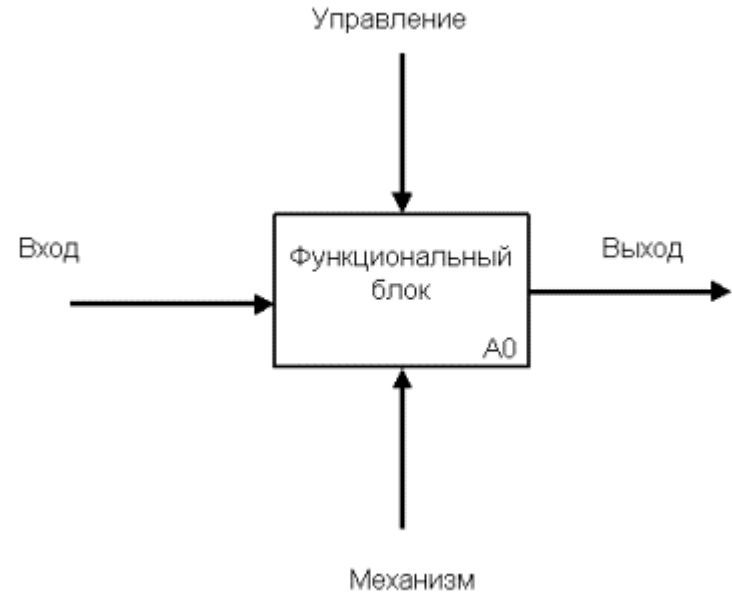 Управление
Вход
Функциональный
блок
Выход
A0
Механизм